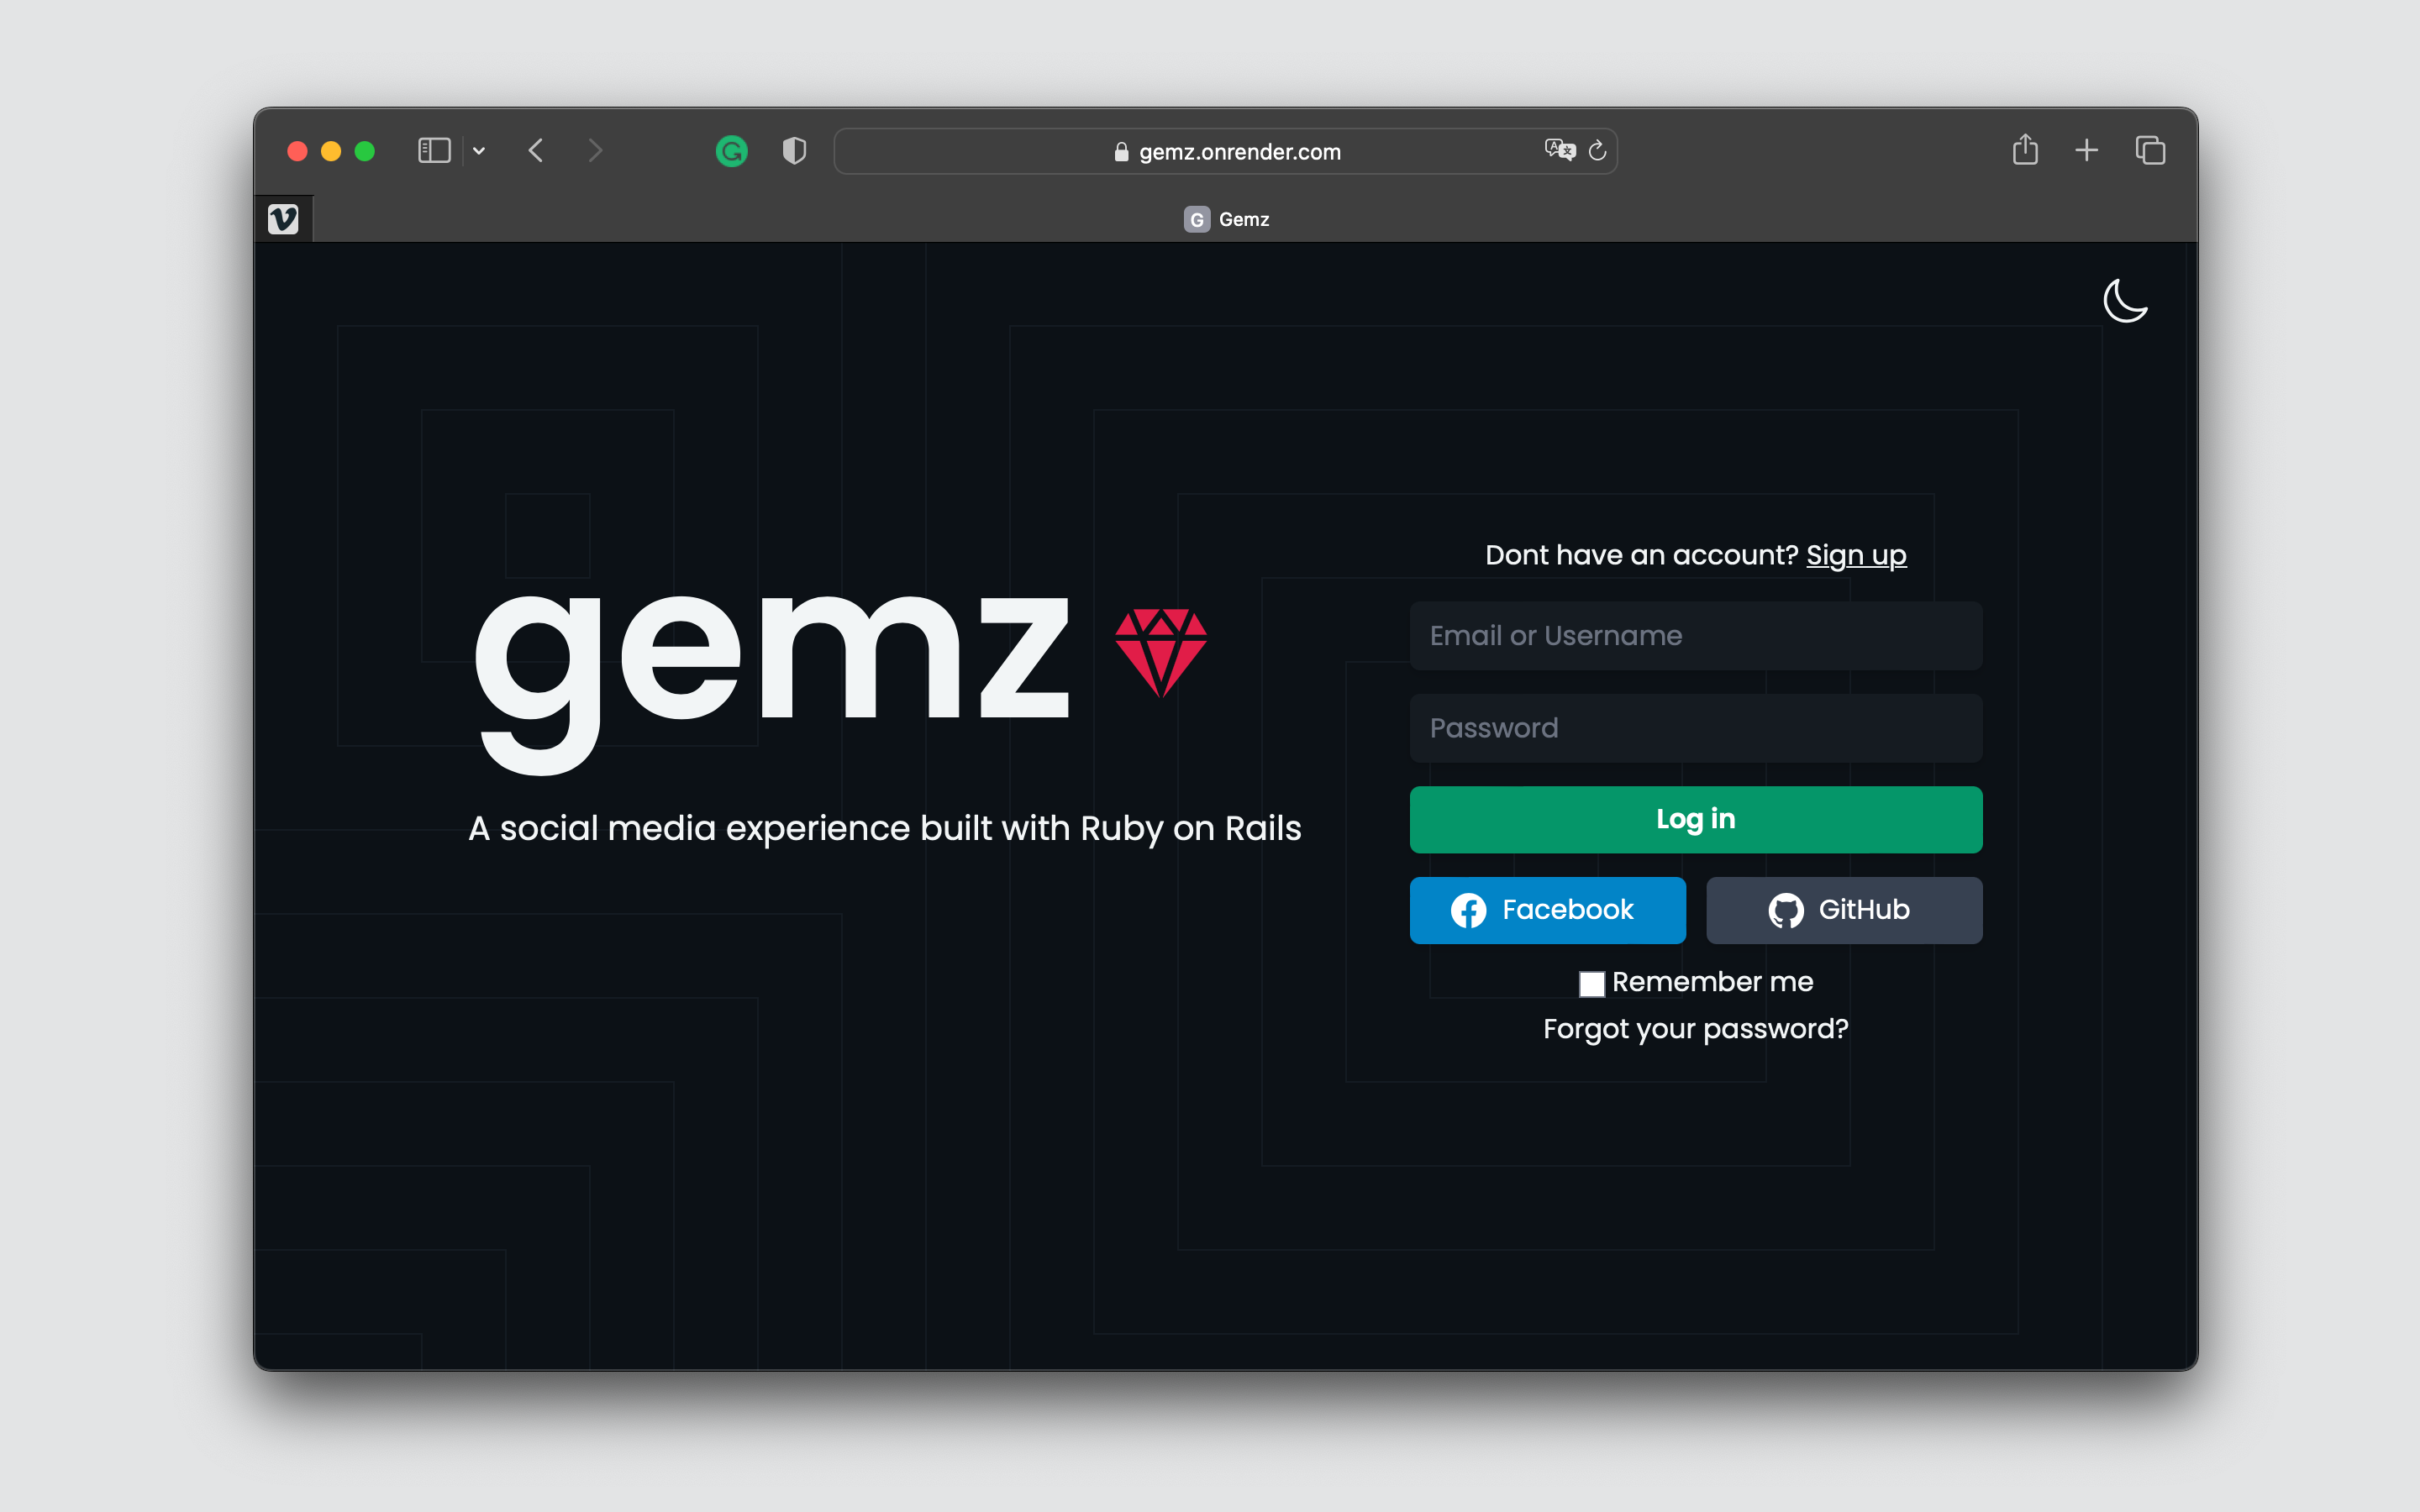 gemz.onrender.com
G Gemz
Dont have an account? Sign up
gemz
Email or Username
Password
A social media experience built with Ruby on Rails
Log in
Facebook
GitHub
Remember me
Forgot your password?